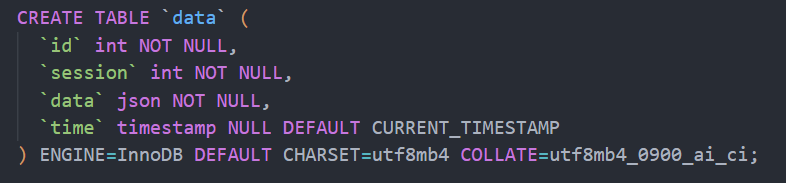 CREATE TABLE `data` (
  `id` int NOT NULL,
  `session` int NOT NULL,
  `data` json NOT NULL,
  `time` timestamp NULL DEFAULT CURRENT_TIMESTAMP
) ENGINE=InnoDB DEFAULT CHARSET=utf8mb4 COLLATE=utf8mb4_0900_ai_ci;